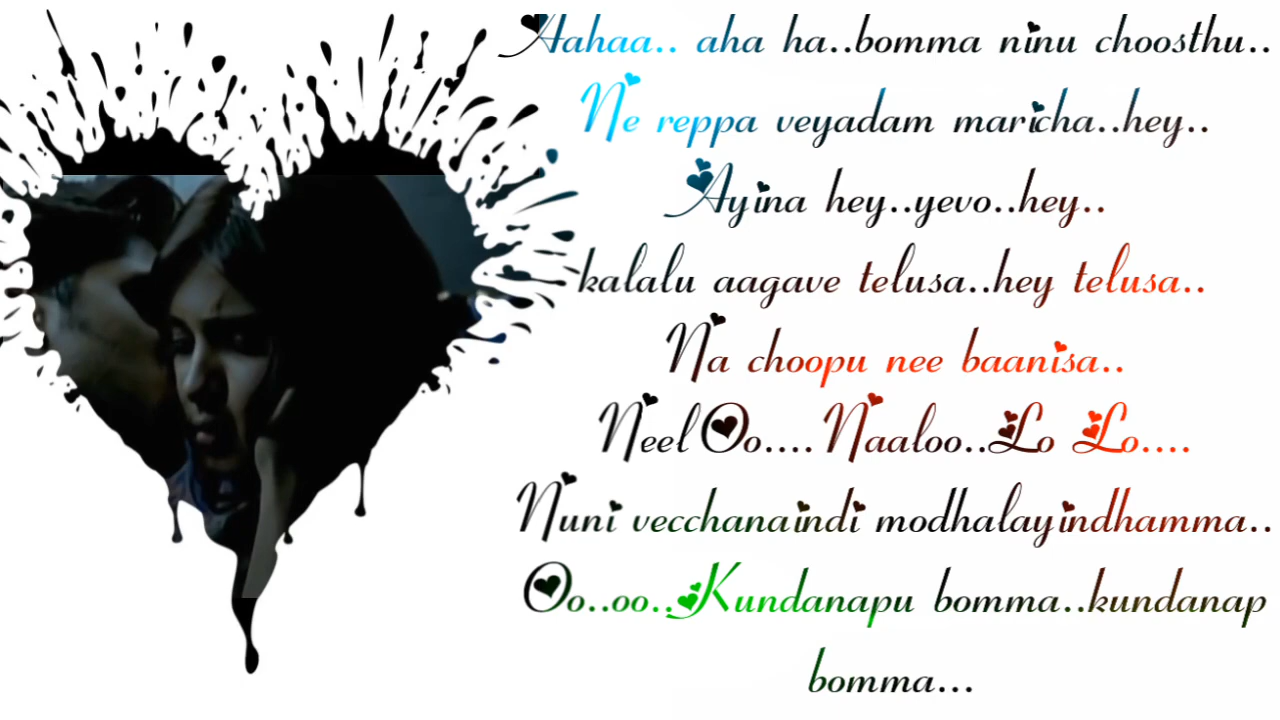 Aahaa.. aha ha..bomma ninu choosthu..
Ne reppa veyadam maricha..hey..
Ayina hey..yevo..hey..
kalalu aagave telusa..hey telusa..
Na choopu nee baanisa..
Neel Oo.... Naaloo..Lo Lo....
Nuni vecchanaindi modhalayindhamma..
Oo..oo..Kundanapu bomma..kundanap
bomma...